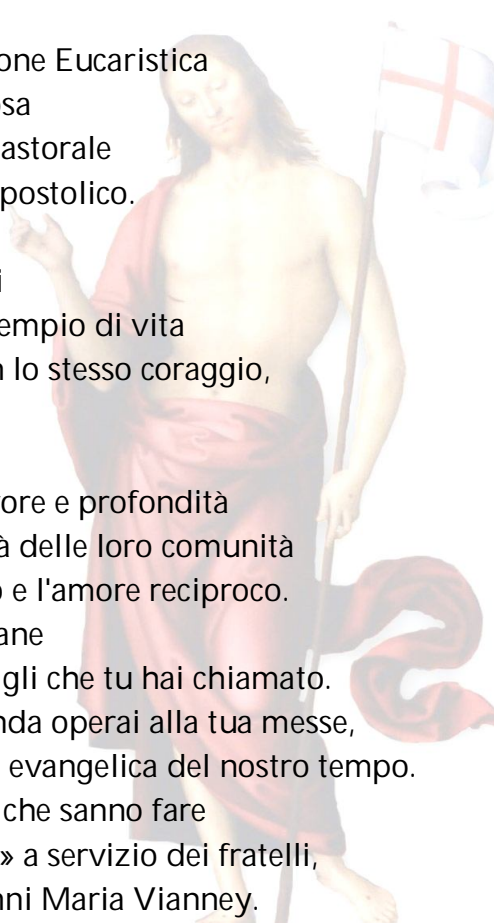 one Eucaristica
osa
astorale
postolico.
i
empio di vita
n lo stesso coraggio,
ore e profondità
à delle loro comunità
o e l'amore reciproco.
ane
gli che tu hai chiamato.
nda operai alla tua messe,
evangelica del nostro tempo.
che sanno fare
» a servizio dei fratelli,
nni Maria Vianney.